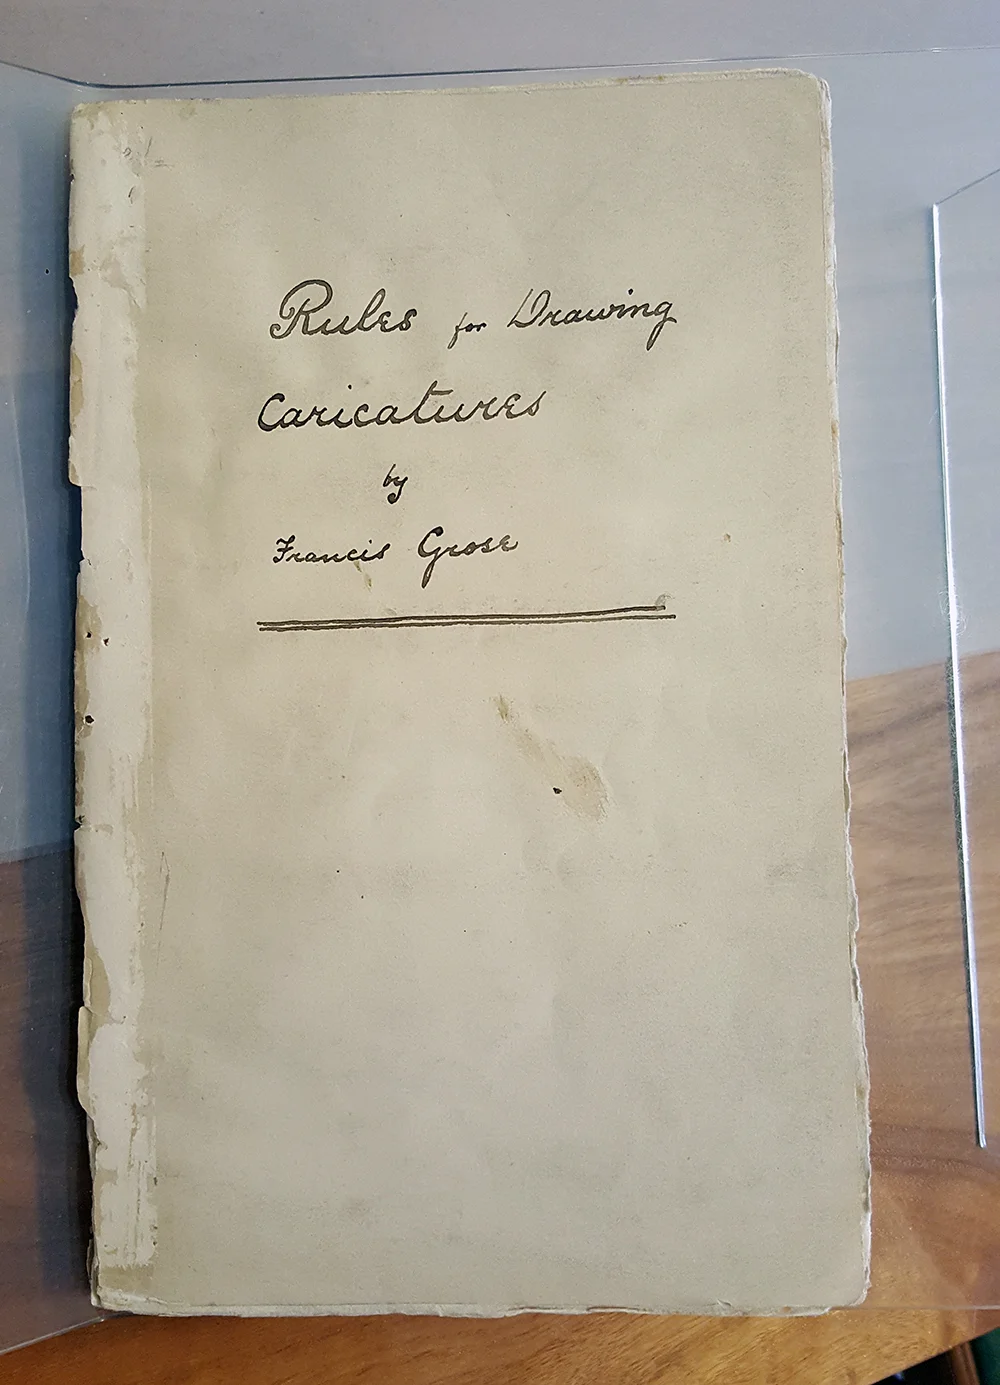 Rules for Drawing
Caricatures
by
Francis Grose